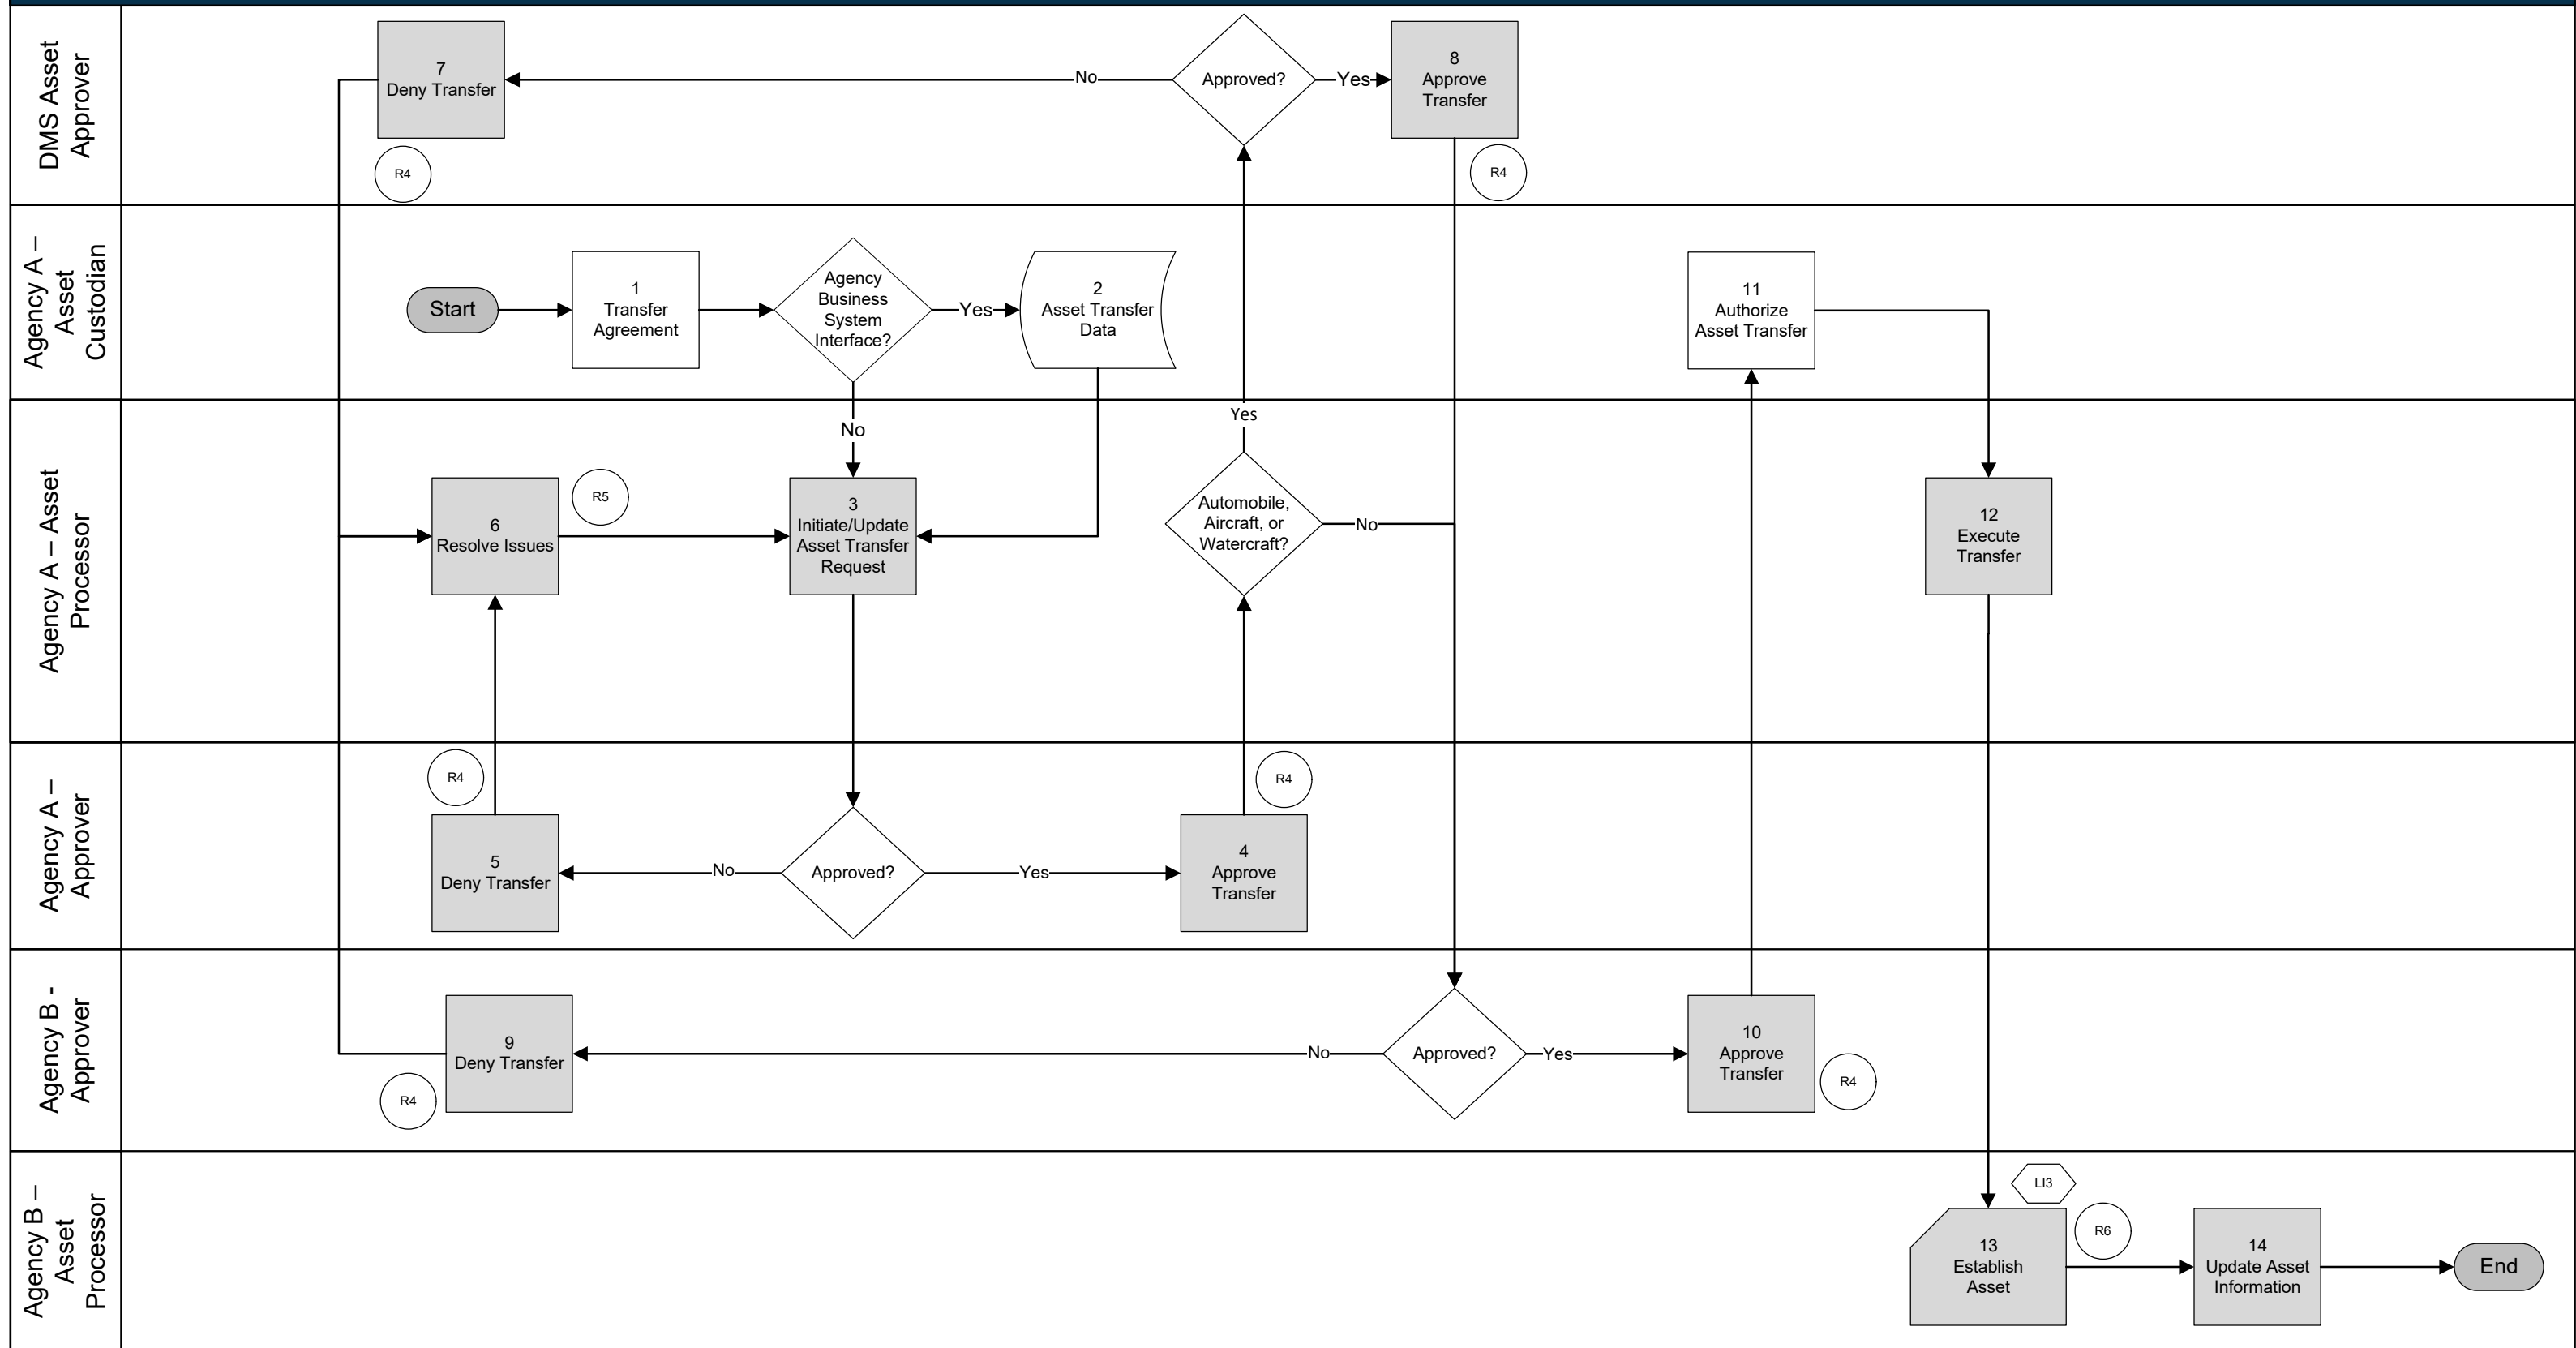 DMS Asset
Approver
7
Deny Transfer
R4
No
Approved?
Yes
8
Approve
Transfer
R4
Agency A –
Asset
Custodian
Start
1
Transfer
Agreement
Agency
Business
System
Interface?
Yes
2
Asset Transfer
Data
No
11
Authorize
Asset Transfer
Agency A – Asset
Processor
6
Resolve Issues
R5
3
Initiate/Update
Asset Transfer
Request
Yes
Automobile,
Aircraft, or
Watercraft?
No
12
Execute
Transfer
Agency A –
Approver
R4
5
Deny Transfer
No
Approved?
Yes
4
Approve
Transfer
R4
Agency B -
Approver
9
Deny Transfer
R4
No
Approved?
Yes
10
Approve
Transfer
R4
Agency B –
Asset
Processor
LI3
13
Establish
Asset
R6
14
Update Asset
Information
End